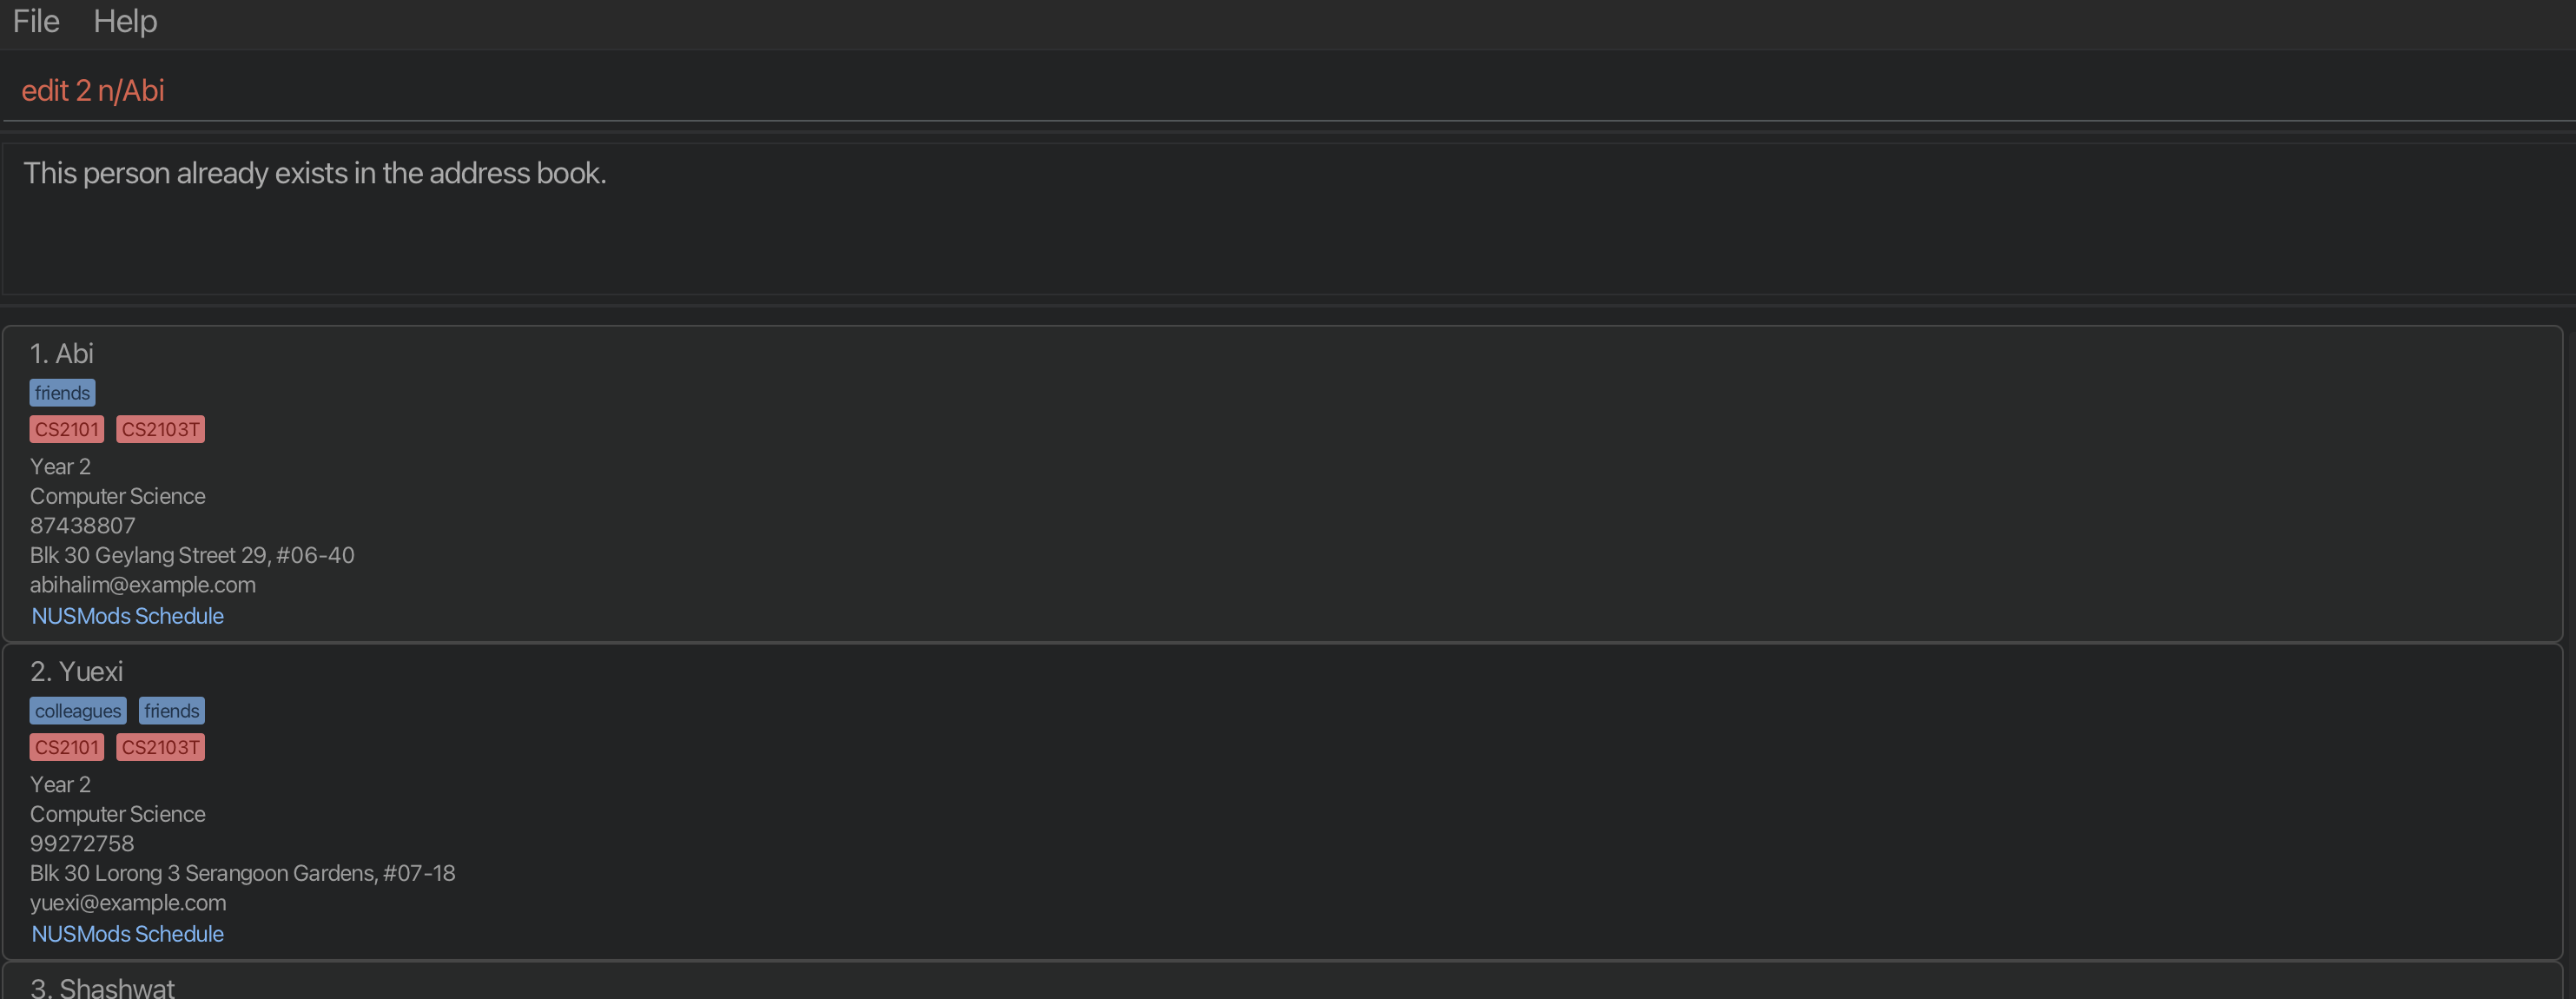 File Help
edit 2 n/Abi
This person already exists in the address book.
1. Abi
friends
CS2101 CS2103T
Year 2
Computer Science
87438807
Blk 30 Geylang Street 29, #06-40
abihalim@example.com
NUSMods Schedule
2. Yuexi
colleagues friends
CS2101 CS2103T
Year 2
Computer Science
99272758
Blk 30 Lorong 3 Serangoon Gardens, #07-18
yuexi@example.com
NUSMods Schedule
3. Shashwat